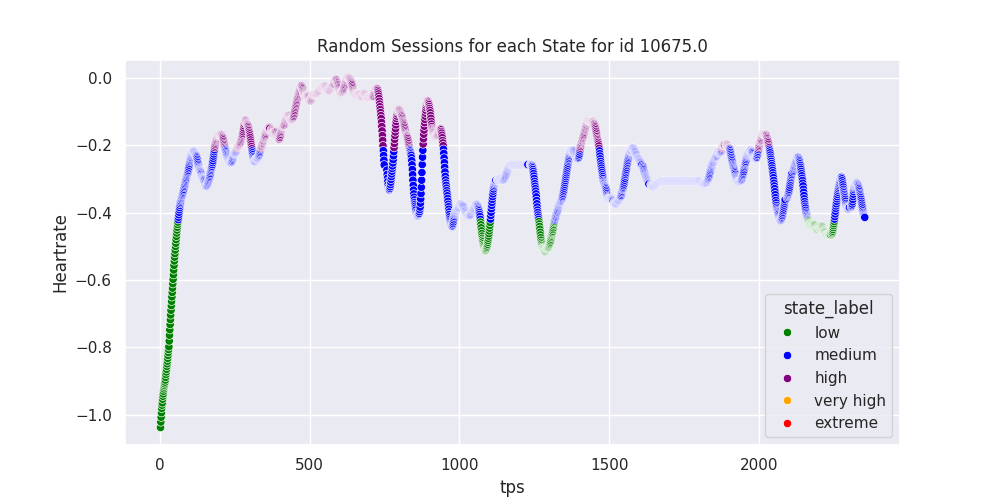 Random Sessions for each State for id 10675.0
Heartrate
0.0
−0.2
−0.4
−0.6
−0.8
−1.0
0
500
1000
1500
2000
tps
state_label
low
medium
high
very high
extreme